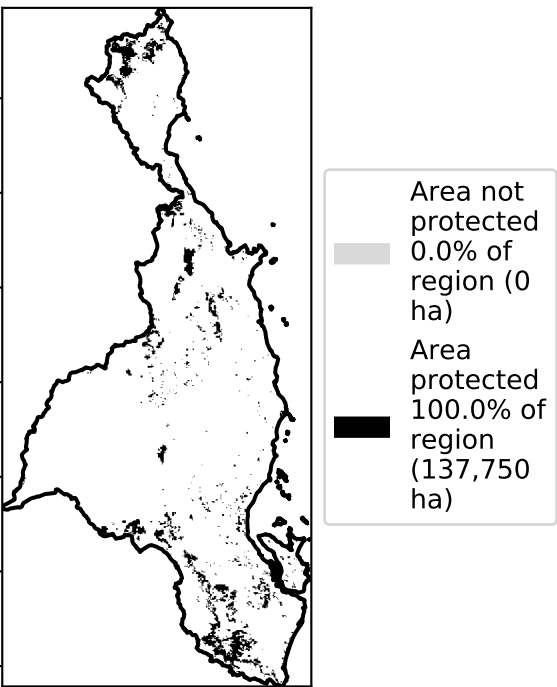 Area not
protected
0.0% of
region (0
ha)
Area
protected
100.0% of
region
(137,750
ha)